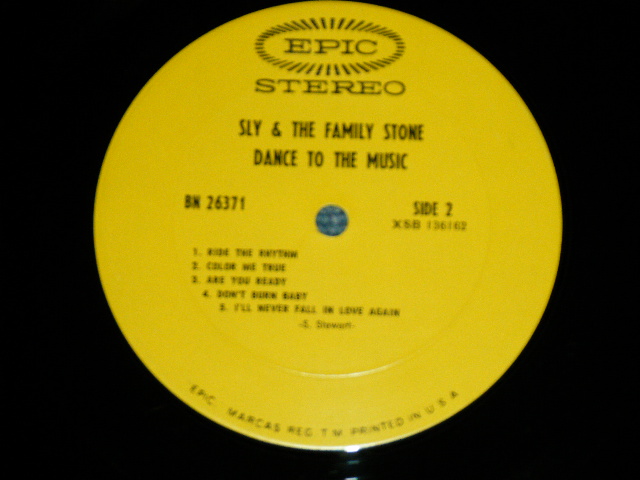 EPIC
STEREO
SLY & THE FAMILY STONE
DANCE TO THE MUSIC
BN 26371
SIDE 2
XSB 136162
1. RIDE THE RHYTHM
2. COLOR ME TRUE
3. ARE YOU READY
4. DON'T BURN BABY
5. I'LL NEVER FALL IN LOVE AGAIN
-S. Stewart-
EPIC. MARCAS REG. T.M. PRINTED IN U.S.A.